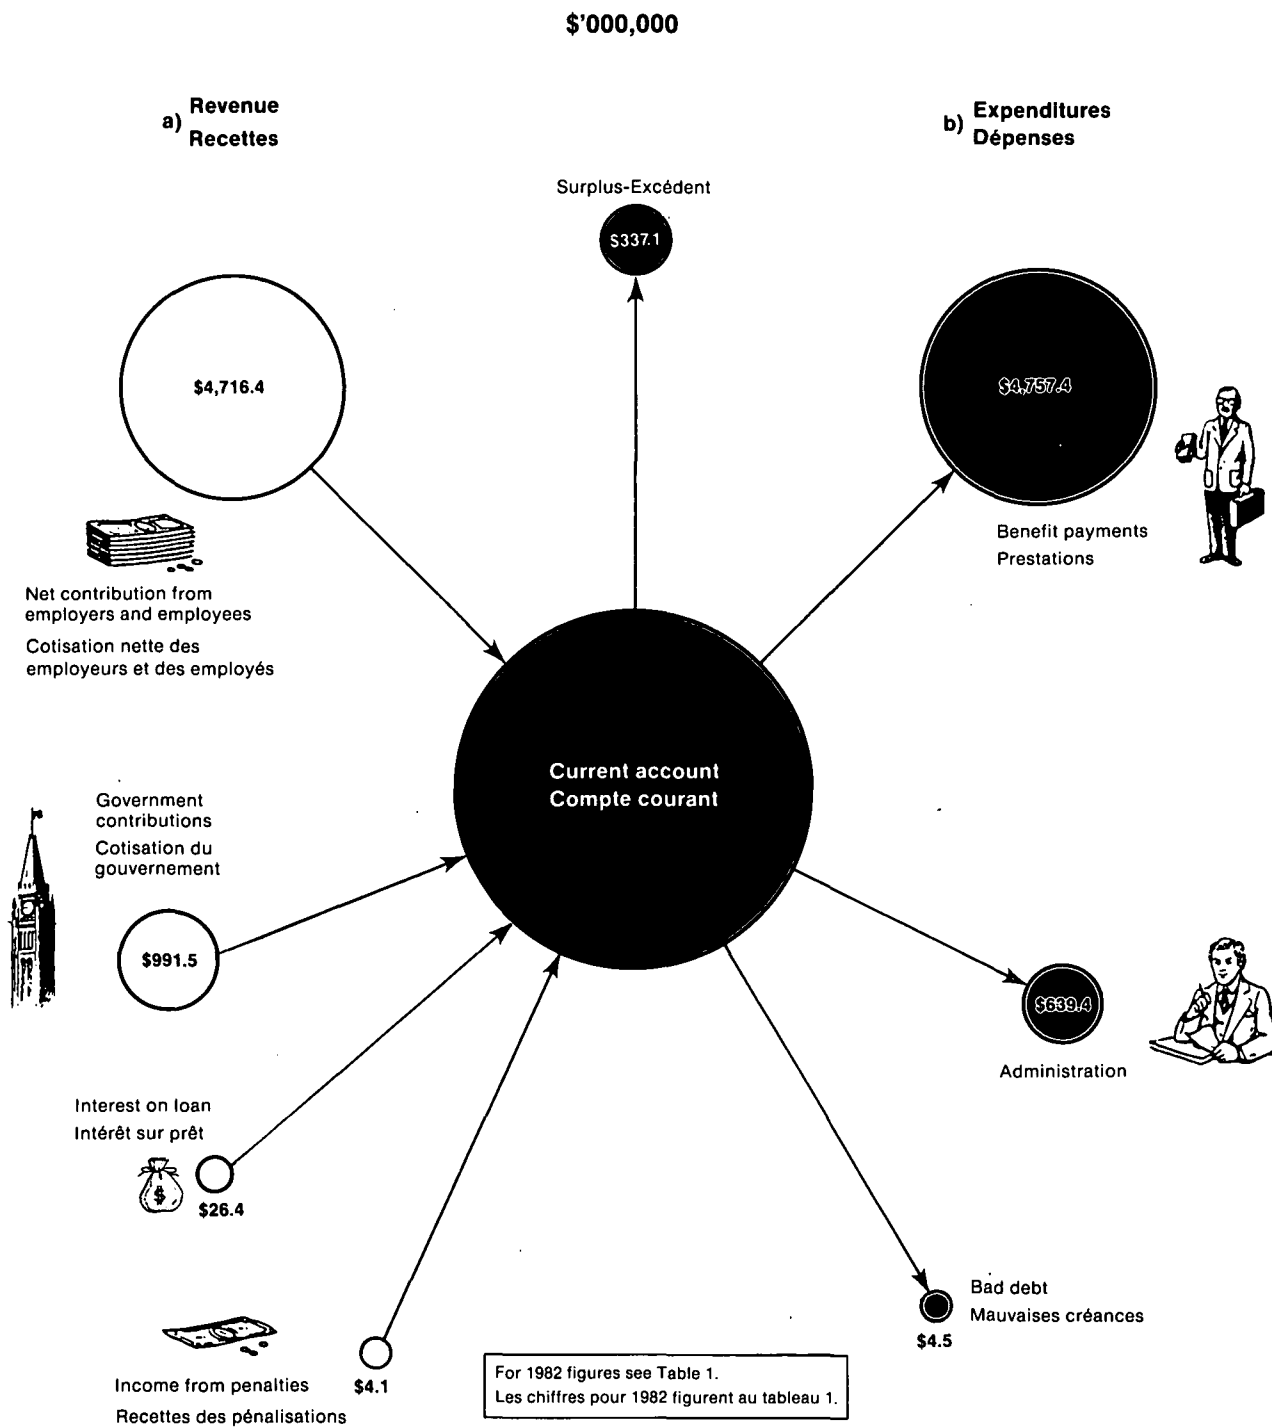 $'000,000
a) Revenue
Recettes
b) Expenditures
Dépenses
Surplus-Excédent
$337.1
$4,716.4
$4,757.4
Benefit payments
Prestations
Net contribution from
employers and employees
Cotisation nette des
employeurs et des employés
Current account
Compte courant
Government
contributions
Cotisation du
gouvernement
$991.5
$639.4
Administration
Interest on loan
Intérêt sur prêt
$
$26.4
Bad debt
Mauvaises créances
$4.5
Income from penalties
Recettes des pénalisations
$4.1
For 1982 figures see Table 1.
Les chiffres pour 1982 figurent au tableau 1.